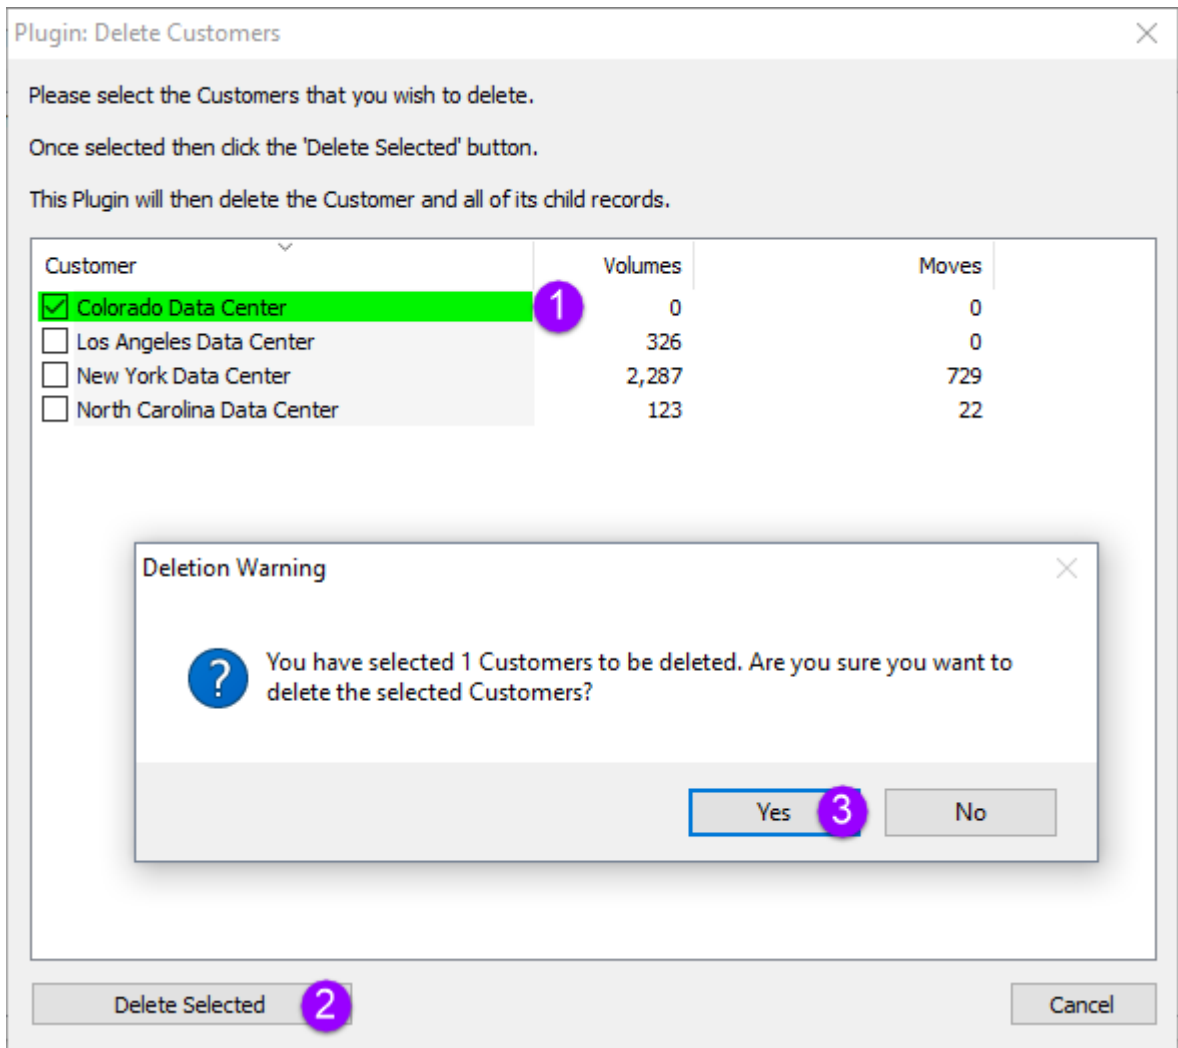 Plugin: Delete Customers
Please select the Customers that you wish to delete.
Once selected then click the 'Delete Selected' button.
This Plugin will then delete the Customer and all of its child records.
Customer Volumes Moves
Colorado Data Center 1 0 0
Los Angeles Data Center 326 0
New York Data Center 2,287 729
North Carolina Data Center 123 22
Deletion Warning
? You have selected 1 Customers to be deleted. Are you sure you want to
delete the selected Customers?
Yes 3 No
Delete Selected 2 Cancel